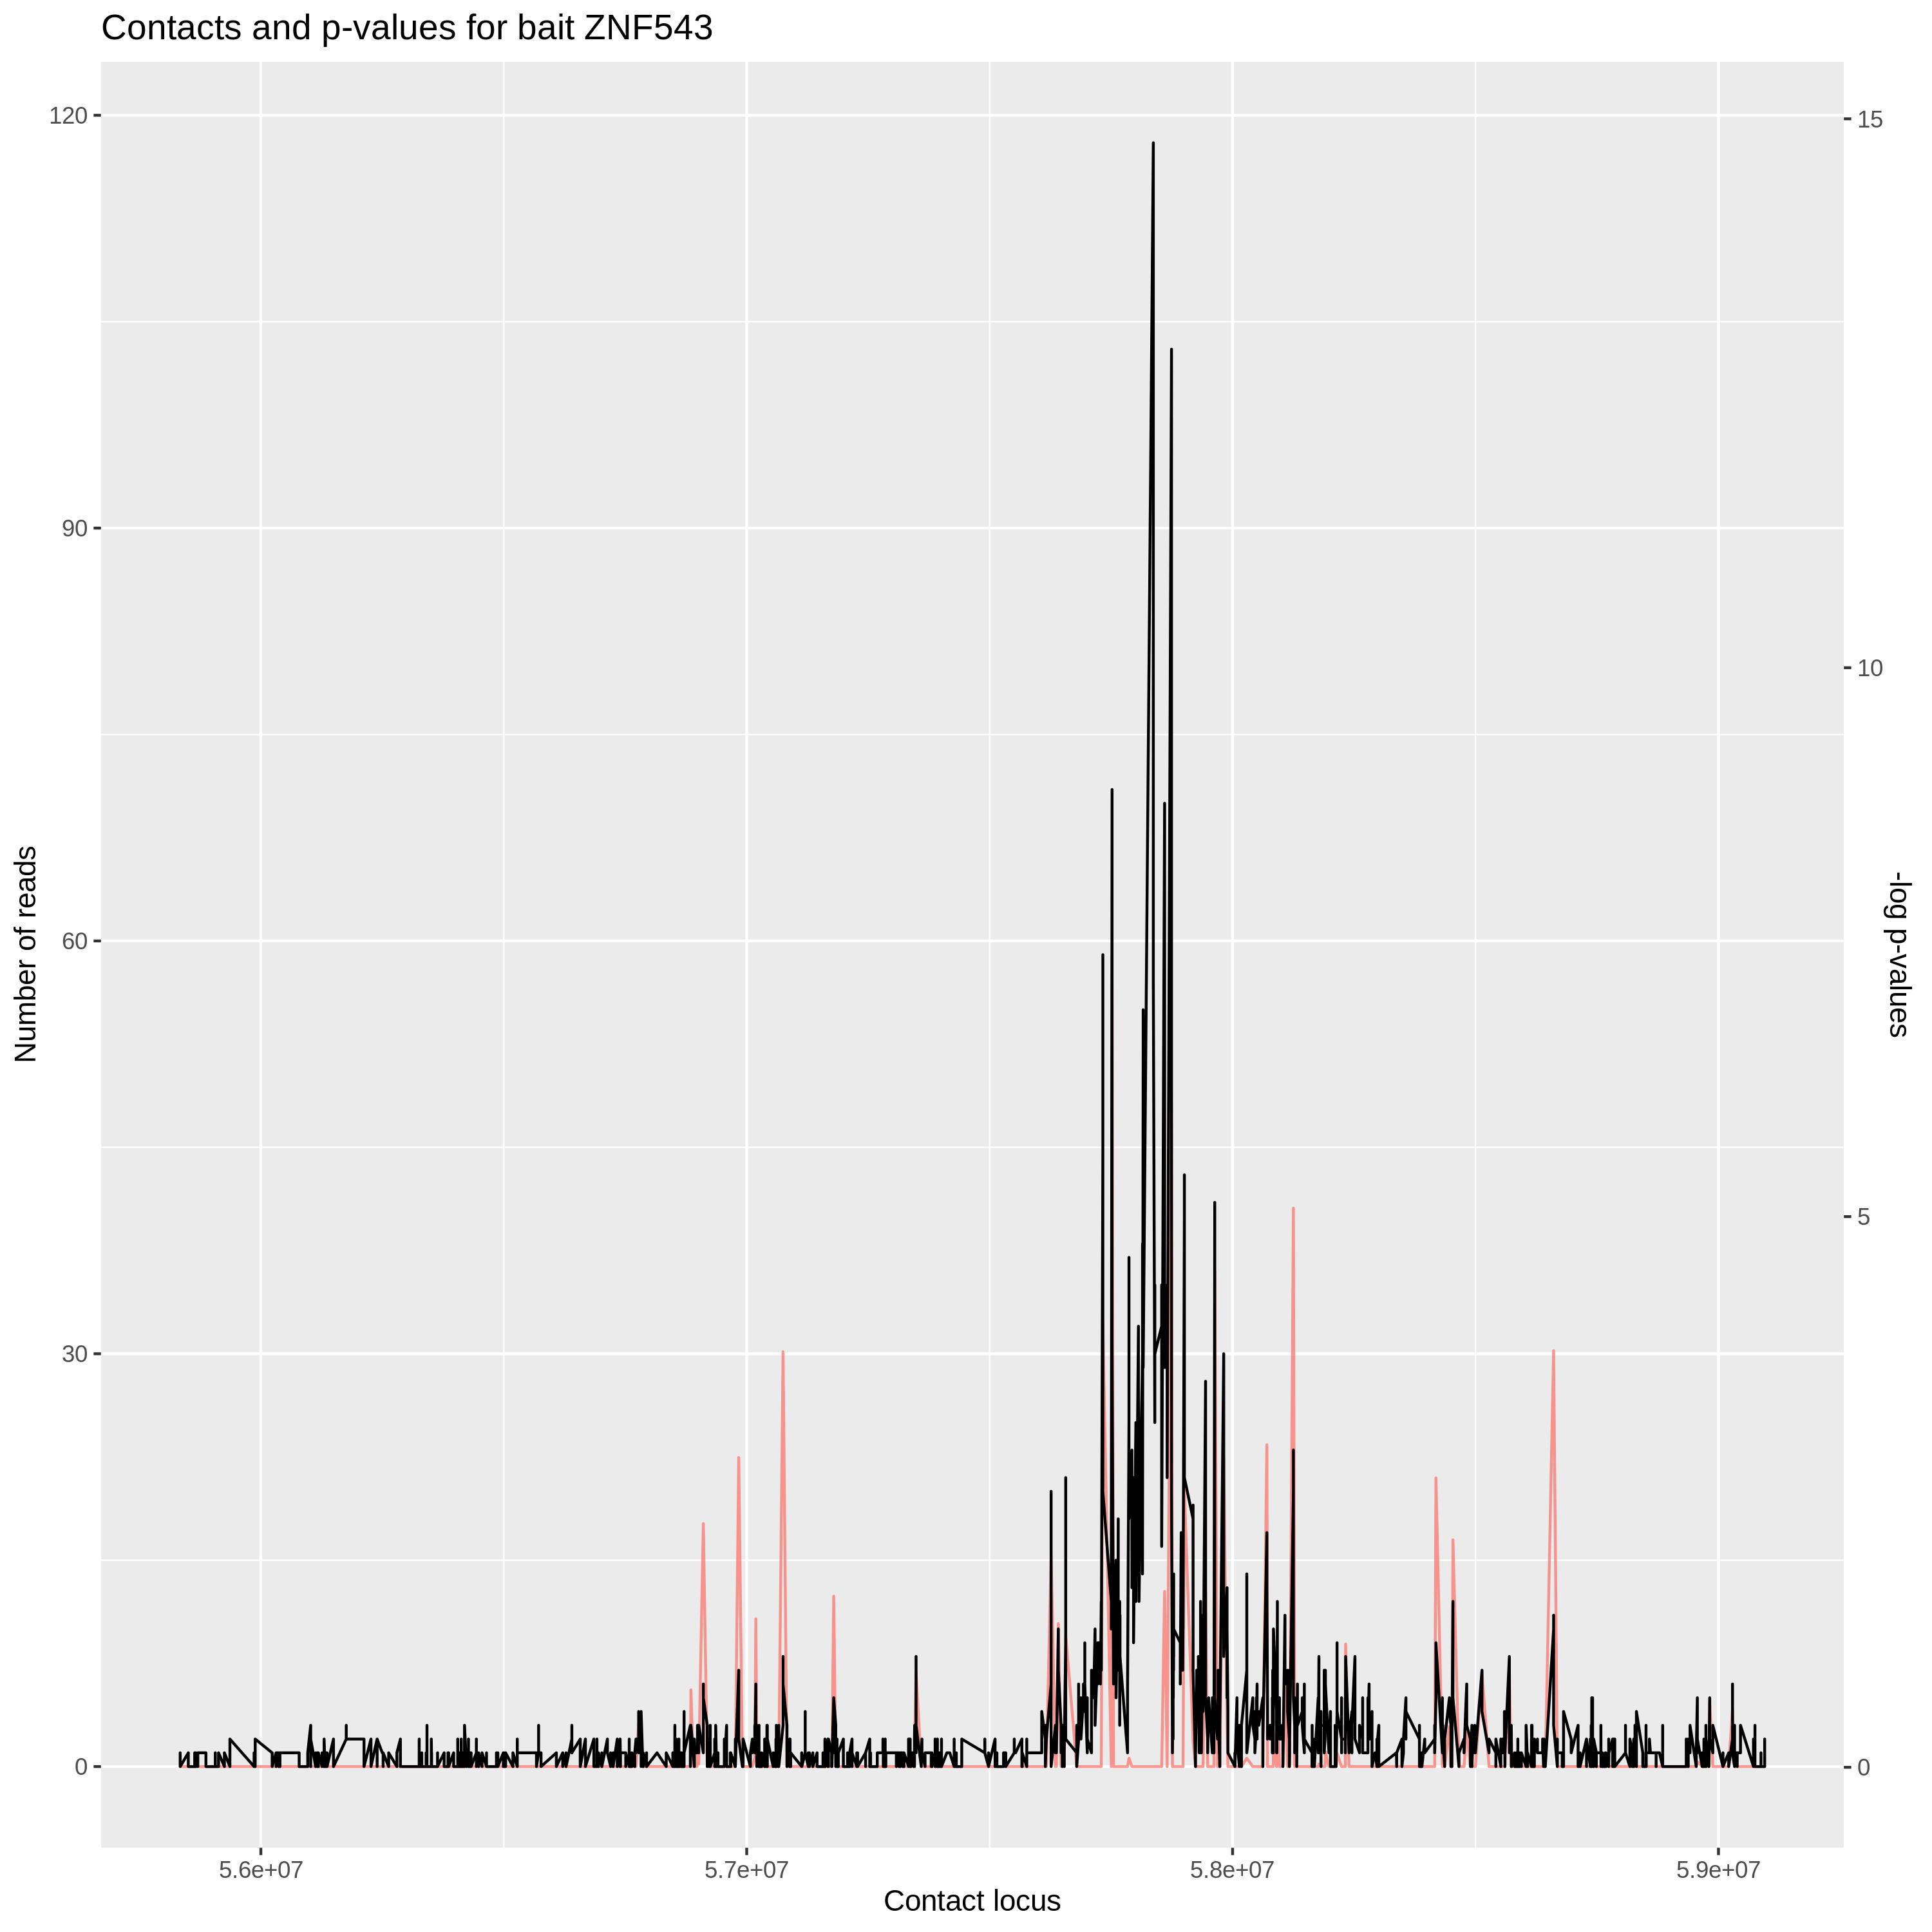 Contacts and p-values for bait ZNF543
120
90
60
30
0
Number of reads
15
10
5
0
-log p-values
5.6e+07
5.7e+07
5.8e+07
5.9e+07
Contact locus